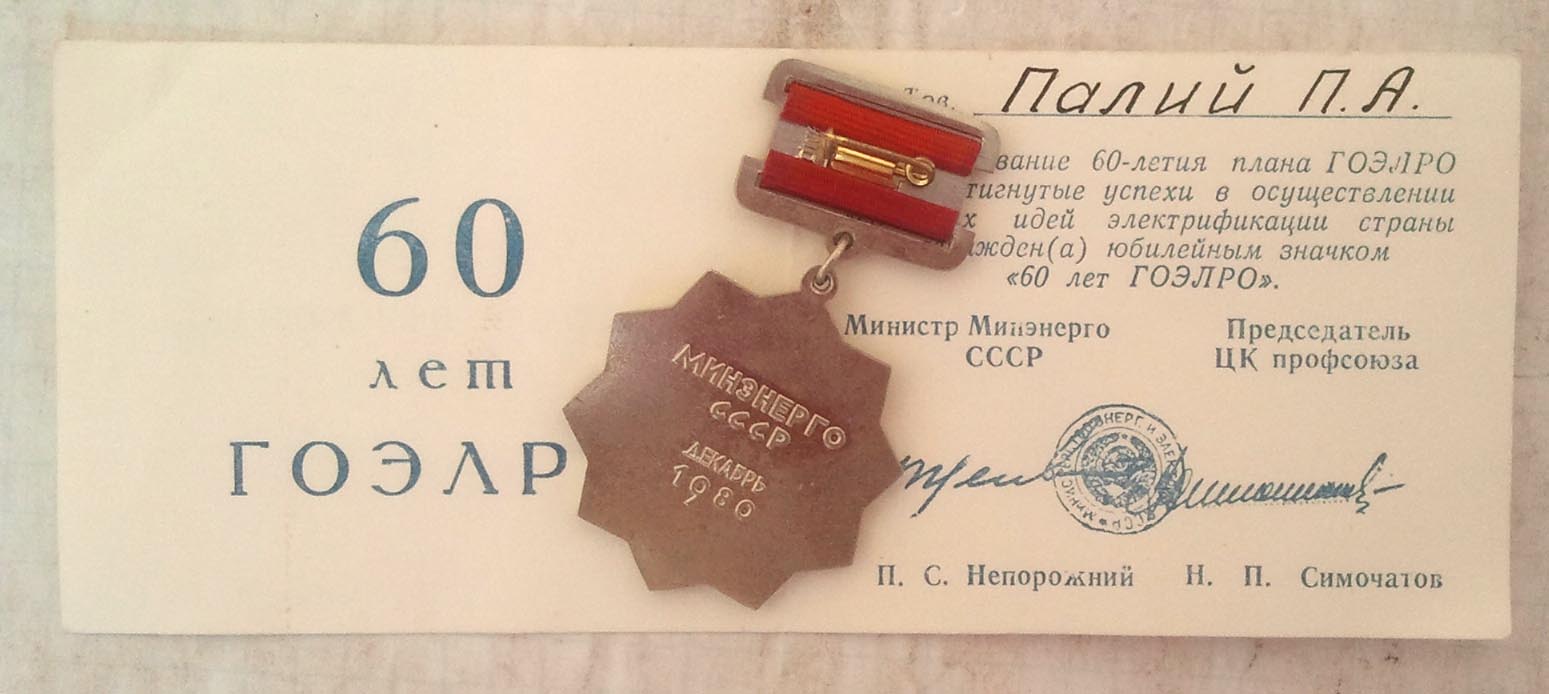 60
лет
ГОЭЛР
тов. Палий П.А.
вание 60-летия плана ГОЭЛРО
тигнутые успехи в осуществлении
х идей электрификации страны
жден(а) юбилейным значком
«60 лет ГОЭЛРО».
Министр Минэнерго
СССР
Председатель
ЦК профсоюза
П. С. Непорожний
Н. П. Симочатов
МИНЭНЕРГО
СССР
ДЕКАБРЬ
1980